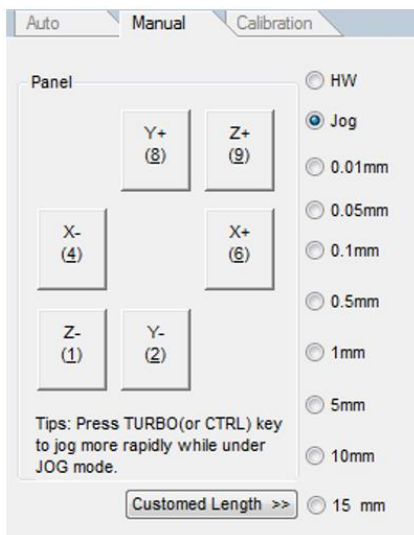 Auto Manual Calibration
Panel
HW
Jog
Y+
(8)
Z+
(9)
0.01mm
0.05mm
X-
(4)
X+
(6)
0.1mm
0.5mm
Z-
(1)
Y-
(2)
1mm
5mm
Tips: Press TURBO(or CTRL) key
to jog more rapidly while under
JOG mode.
10mm
Customed Length >>
15 mm